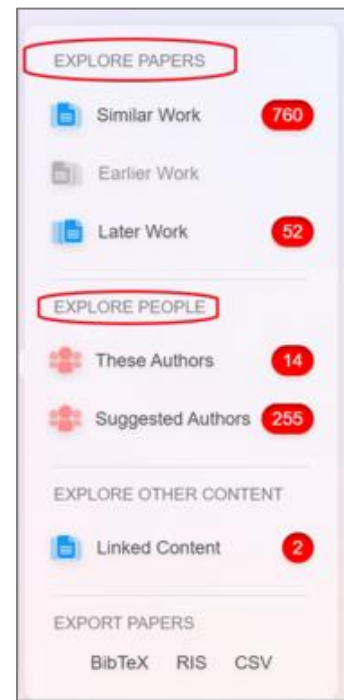 EXPLORE PAPERS
Similar Work 760
Earlier Work
Later Work 52
EXPLORE PEOPLE
These Authors 14
Suggested Authors 255
EXPLORE OTHER CONTENT
Linked Content 2
EXPORT PAPERS
BibTeX RIS CSV